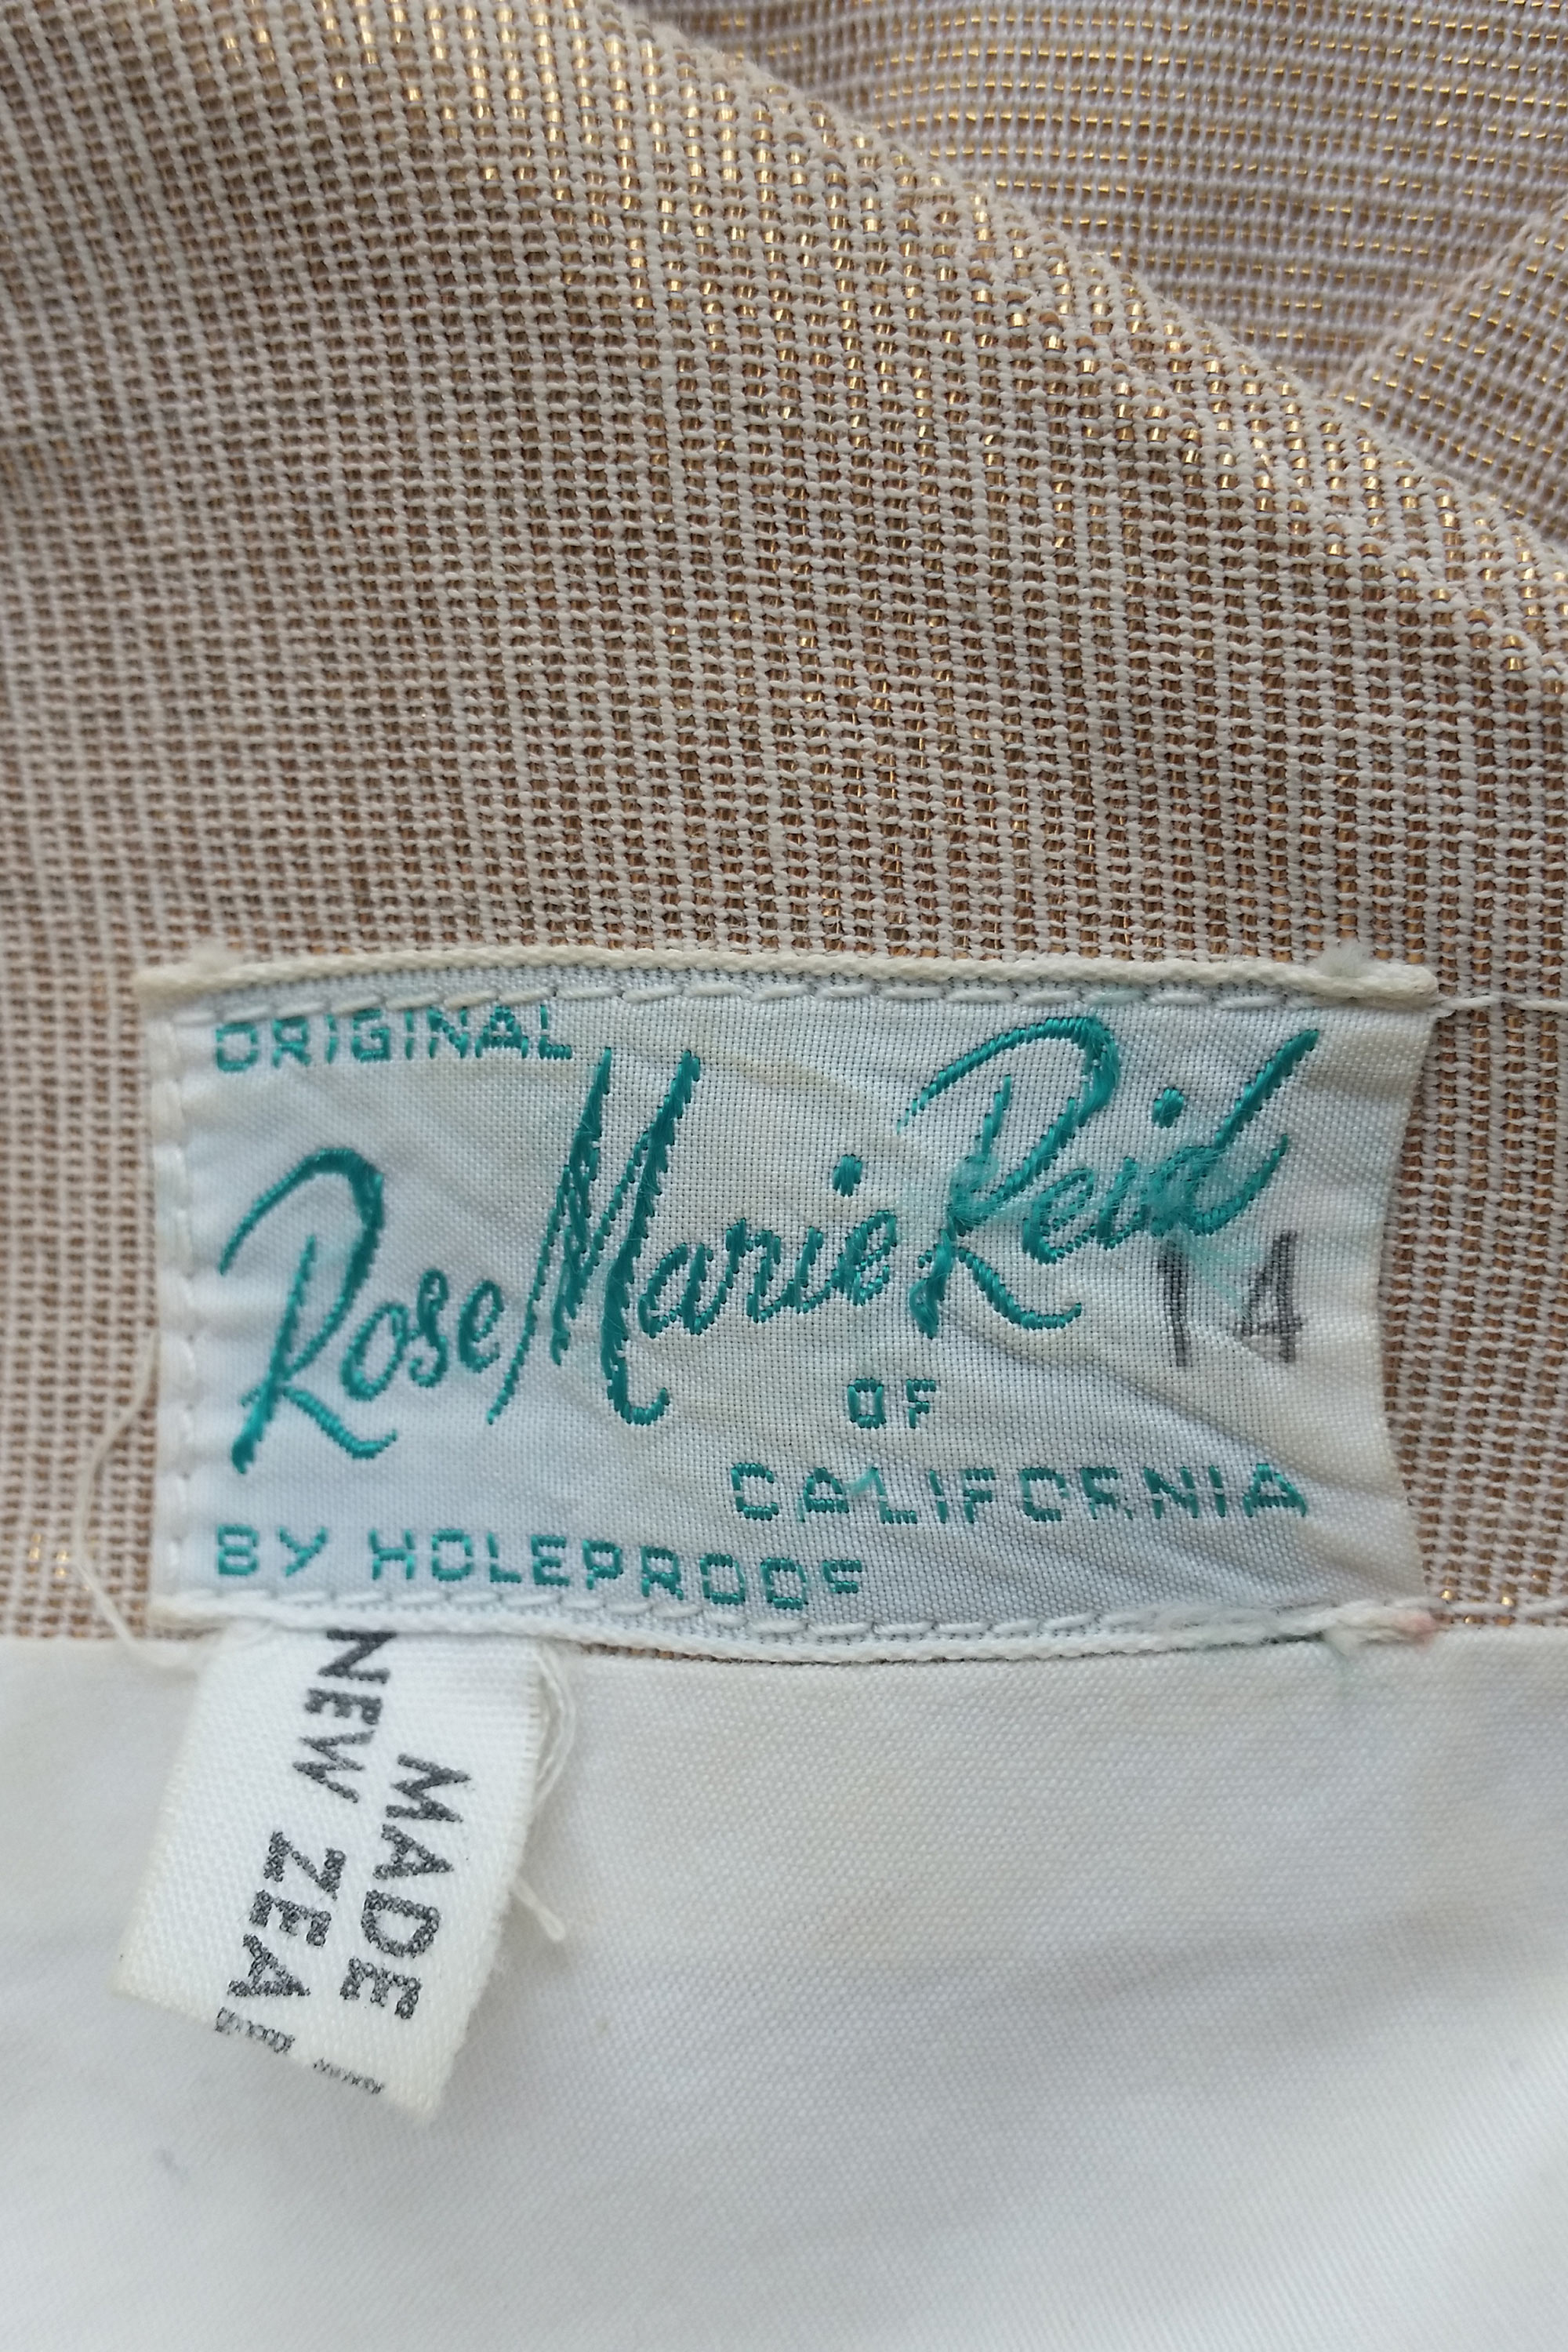 ORIGINAL
Rose Marie Reid
14
OF
CALIFORNIA
BY HOLEPROOF
MADE
NEW ZEA